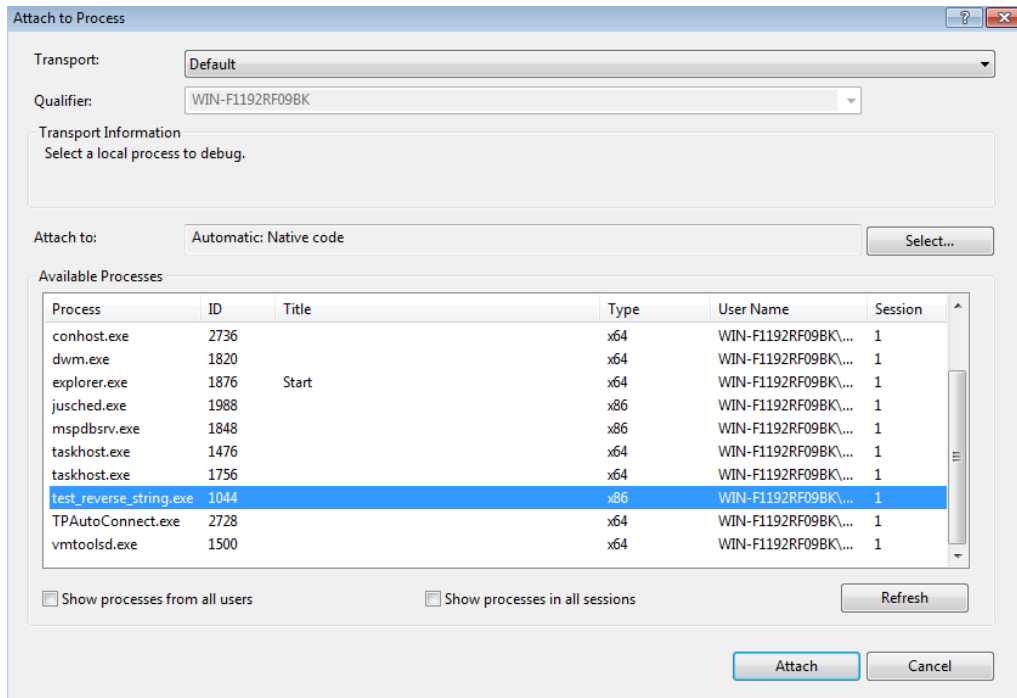 Attach to Process
Transport: Default
Qualifier: WIN-F1192RF09BK
Transport Information
Select a local process to debug.
Attach to: Automatic: Native code Select...
Available Processes
Process ID Title Type User Name Session
conhost.exe 2736 x64 WIN-F1192RF09BK\... 1
dwm.exe 1820 x64 WIN-F1192RF09BK\... 1
explorer.exe 1876 Start x64 WIN-F1192RF09BK\... 1
jusched.exe 1988 x86 WIN-F1192RF09BK\... 1
mspdbsrv.exe 1848 x86 WIN-F1192RF09BK\... 1
taskhost.exe 1476 x64 WIN-F1192RF09BK\... 1
taskhost.exe 1756 x64 WIN-F1192RF09BK\... 1
test_reverse_string.exe 1044 x86 WIN-F1192RF09BK\... 1
TPAutoConnect.exe 2728 x64 WIN-F1192RF09BK\... 1
vmtoolsd.exe 1500 x64 WIN-F1192RF09BK\... 1
Show processes from all users Show processes in all sessions Refresh
Attach Cancel